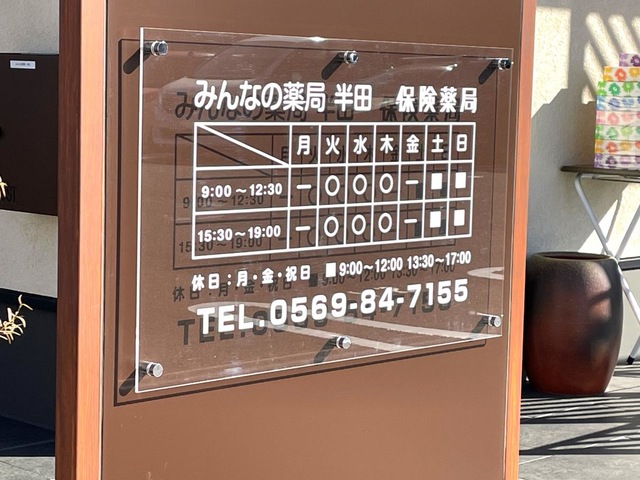 みんなの薬局 半田 保険薬局
月 火 水 木 金 土 日
9:00～12:30 ー ○ ○ ○ ー ■ ■
15:30～19:00 ー ○ ○ ○ ー ■ ■
休日：月・金・祝日 ■9:00～12:00 13:30～17:00
TEL.0569-84-7155